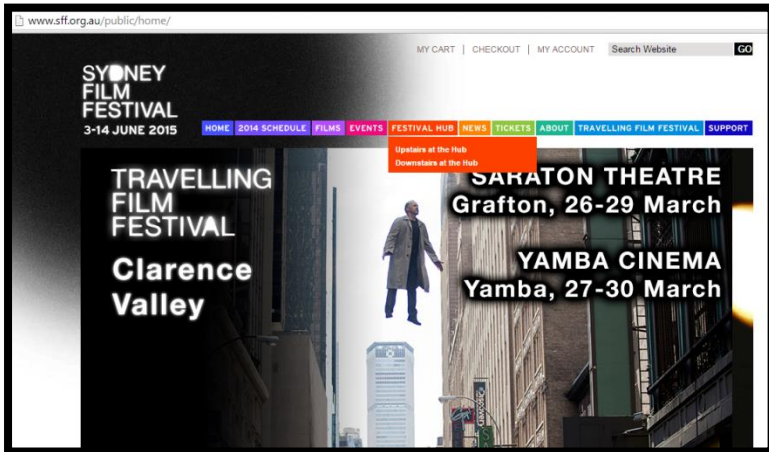 www.sff.org.au/public/home/
MY CART | CHECKOUT | MY ACCOUNT Search Website GO
SYDNEY
FILM
FESTIVAL
3-14 JUNE 2015
HOME 2014 SCHEDULE FILMS EVENTS FESTIVAL HUB NEWS TICKETS ABOUT TRAVELLING FILM FESTIVAL SUPPORT
Upstairs at the Hub
Downstairs at the Hub
TRAVELLING
FILM
FESTIVAL
Clarence
Valley
SARATON THEATRE
Grafton, 26-29 March
YAMBA CINEMA
Yamba, 27-30 March